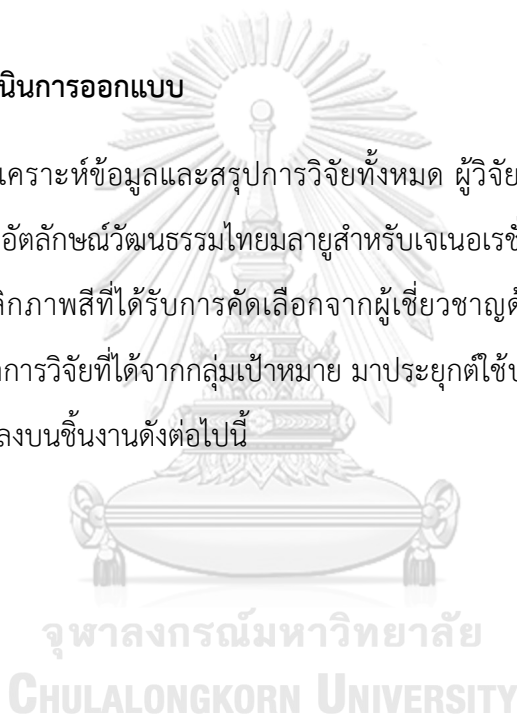 นินการออกแบบ
เคราะห์ข้อมูลและสรุปการวิจัยทั้งหมด ผู้วิจัย
อัตลักษณ์วัฒนธรรมไทยมลายูสำหรับเจเนอเรชั่
ลิกภาพสีที่ได้รับการคัดเลือกจากผู้เชี่ยวชาญด้
การวิจัยที่ได้จากกลุ่มเป้าหมาย มาประยุกต์ใช้
ลงบนชิ้นงานดังต่อไปนี้
จุฬาลงกรณ์มหาวิทยาลัย
CHULALONGKORN UNIVERSITY